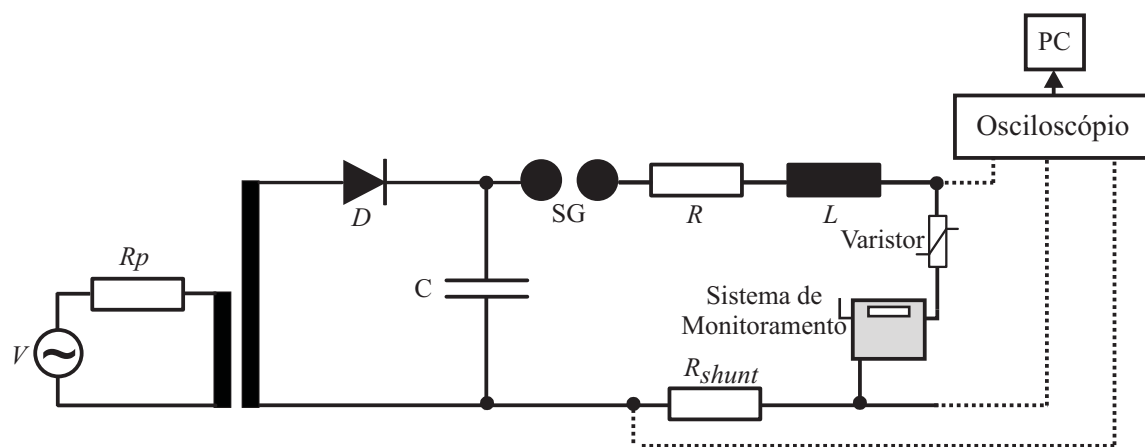 PC
Osciloscópio
D
SG
R
L
Varistor
Rp
C
Sistema de
Monitoramento
V
Rshunt